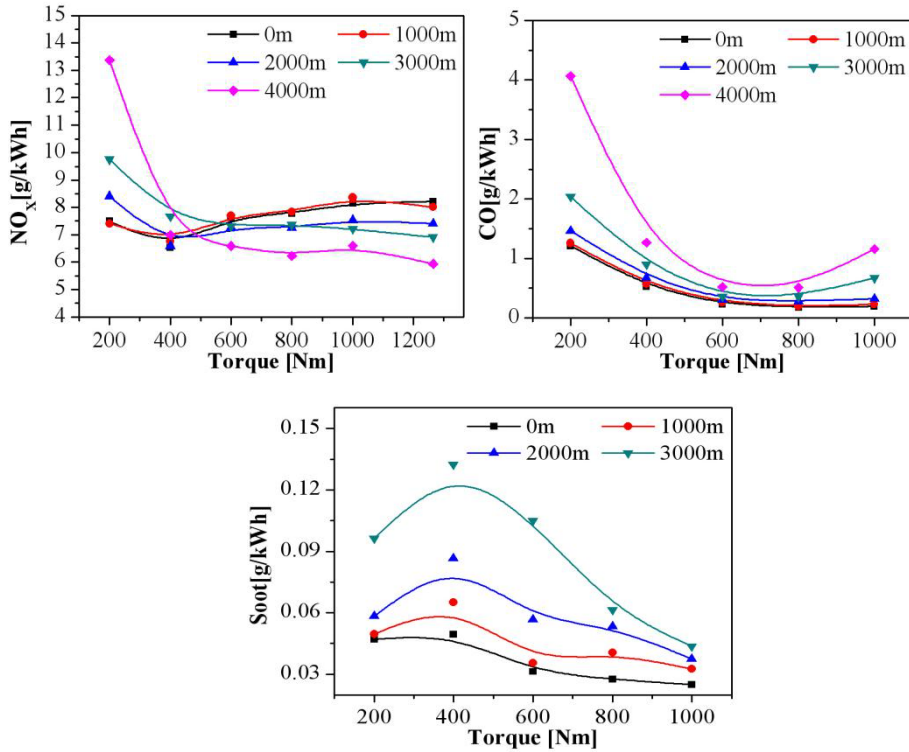 15
14
13
12
11
10
9
8
7
6
5
4
NOX[g/kWh]
0m 1000m
2000m 3000m
4000m
200 400 600 800 1000 1200
Torque [Nm]
5
4
3
2
1
0
CO[g/kWh]
0m 1000m
2000m 3000m
4000m
200 400 600 800 1000
Torque [Nm]
0.15
0.12
0.09
0.06
0.03
Soot[g/kWh]
0m 1000m
2000m 3000m
200 400 600 800 1000
Torque [Nm]